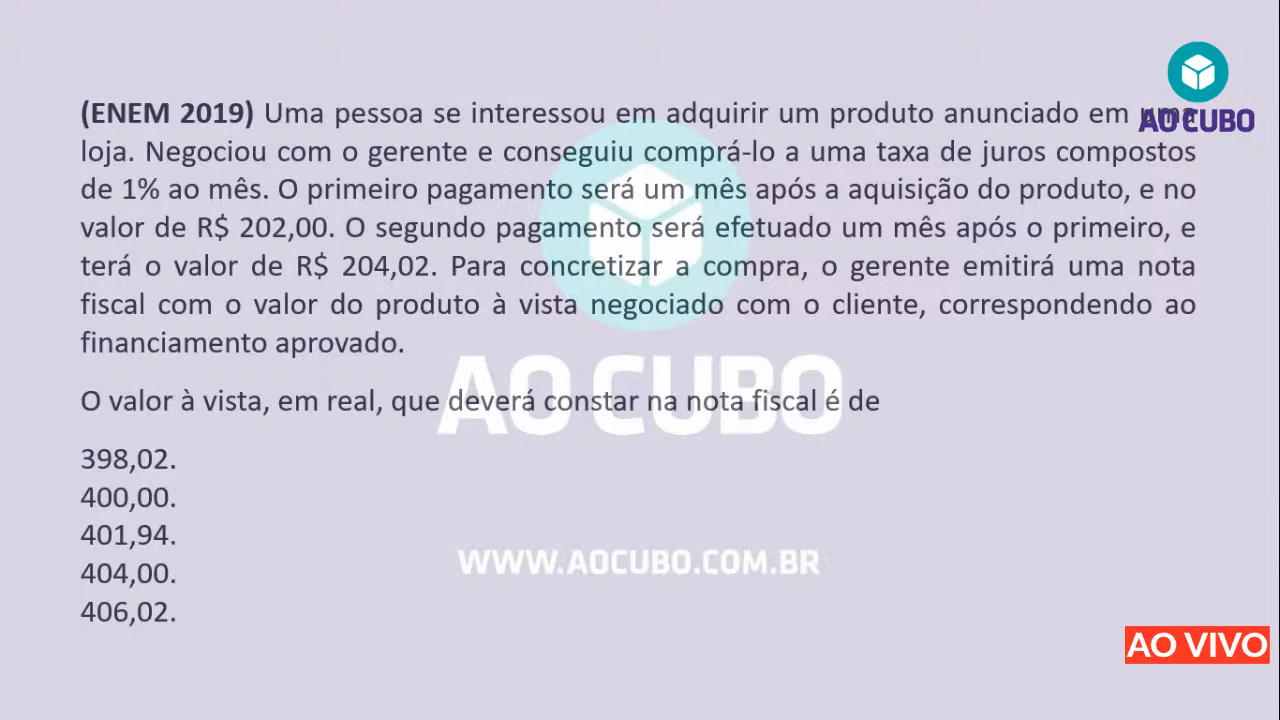 (ENEM 2019) Uma pessoa se interessou em adquirir um produto anunciado em uma
loja. Negociou com o gerente e conseguiu comprá-lo a uma taxa de juros compostos
de 1% ao mês. O primeiro pagamento será um mês após a aquisição do produto, e no
valor de R$ 202,00. O segundo pagamento será efetuado um mês após o primeiro, e
terá o valor de R$ 204,02. Para concretizar a compra, o gerente emitirá uma nota
fiscal com o valor do produto à vista negociado com o cliente, correspondendo ao
financiamento aprovado.
O valor à vista, em real, que deverá constar na nota fiscal é de
398,02.
400,00.
401,94.
404,00.
406,02.
AO CUBO
AO CUBO
WWW.AOCUBO.COM.BR
AO VIVO